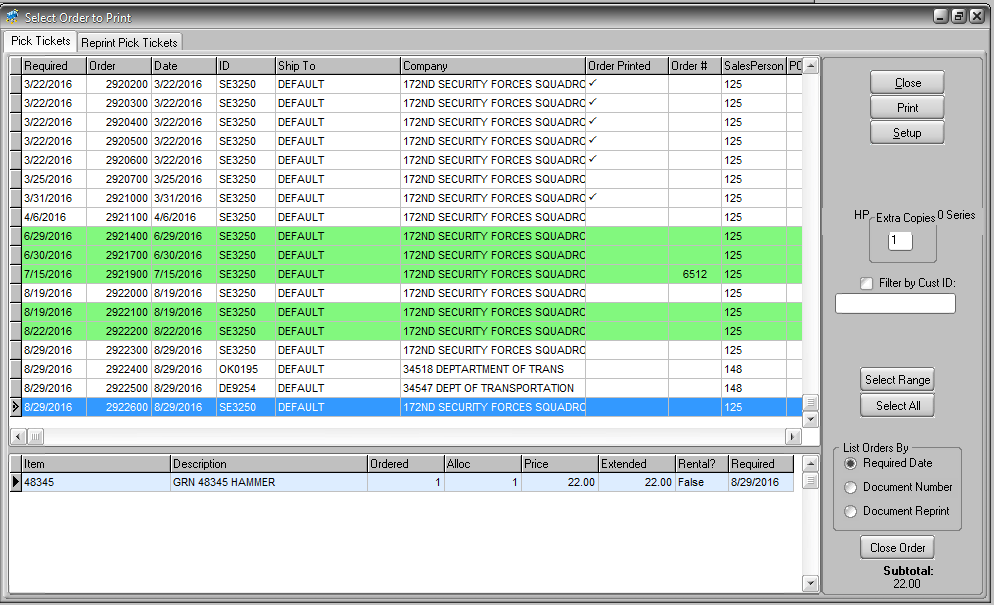 Select Order to Print
Pick Tickets Reprint Pick Tickets
Required Order Date ID Ship To Company Order Printed Order # SalesPerson PO
3/22/2016 2920200 3/22/2016 SE3250 DEFAULT 172ND SECURITY FORCES SQUADRO ✓ 125
3/22/2016 2920300 3/22/2016 SE3250 DEFAULT 172ND SECURITY FORCES SQUADRO ✓ 125
3/22/2016 2920400 3/22/2016 SE3250 DEFAULT 172ND SECURITY FORCES SQUADRO ✓ 125
3/22/2016 2920500 3/22/2016 SE3250 DEFAULT 172ND SECURITY FORCES SQUADRO ✓ 125
3/22/2016 2920600 3/22/2016 SE3250 DEFAULT 172ND SECURITY FORCES SQUADRO ✓ 125
3/25/2016 2920700 3/25/2016 SE3250 DEFAULT 172ND SECURITY FORCES SQUADRO 125
3/31/2016 2921000 3/31/2016 SE3250 DEFAULT 172ND SECURITY FORCES SQUADRO ✓ 125
4/6/2016 2921100 4/6/2016 SE3250 DEFAULT 172ND SECURITY FORCES SQUADRO 125
6/29/2016 2921400 6/29/2016 SE3250 DEFAULT 172ND SECURITY FORCES SQUADRO 125
6/30/2016 2921700 6/30/2016 SE3250 DEFAULT 172ND SECURITY FORCES SQUADRO 125
7/15/2016 2921900 7/15/2016 SE3250 DEFAULT 172ND SECURITY FORCES SQUADRO 6512 125
8/19/2016 2922000 8/19/2016 SE3250 DEFAULT 172ND SECURITY FORCES SQUADRO 125
8/19/2016 2922100 8/19/2016 SE3250 DEFAULT 172ND SECURITY FORCES SQUADRO 125
8/22/2016 2922200 8/22/2016 SE3250 DEFAULT 172ND SECURITY FORCES SQUADRO 125
8/29/2016 2922300 8/29/2016 SE3250 DEFAULT 172ND SECURITY FORCES SQUADRO 125
8/29/2016 2922400 8/29/2016 OK0195 DEFAULT 34518 DEPTARTMENT OF TRANS 148
8/29/2016 2922500 8/29/2016 DE9254 DEFAULT 34547 DEPT OF TRANSPORTATION 148
8/29/2016 2922600 8/29/2016 SE3250 DEFAULT 172ND SECURITY FORCES SQUADRO 125
Item Description Ordered Alloc Price Extended Rental? Required
48345 GRN 48345 HAMMER 1 1 22.00 22.00 False 8/29/2016
Close
Print
Setup
HP Extra Copies 0 Series
1
Filter by Cust ID:
Select Range
Select All
List Orders By
Required Date
Document Number
Document Reprint
Close Order
Subtotal:
22.00